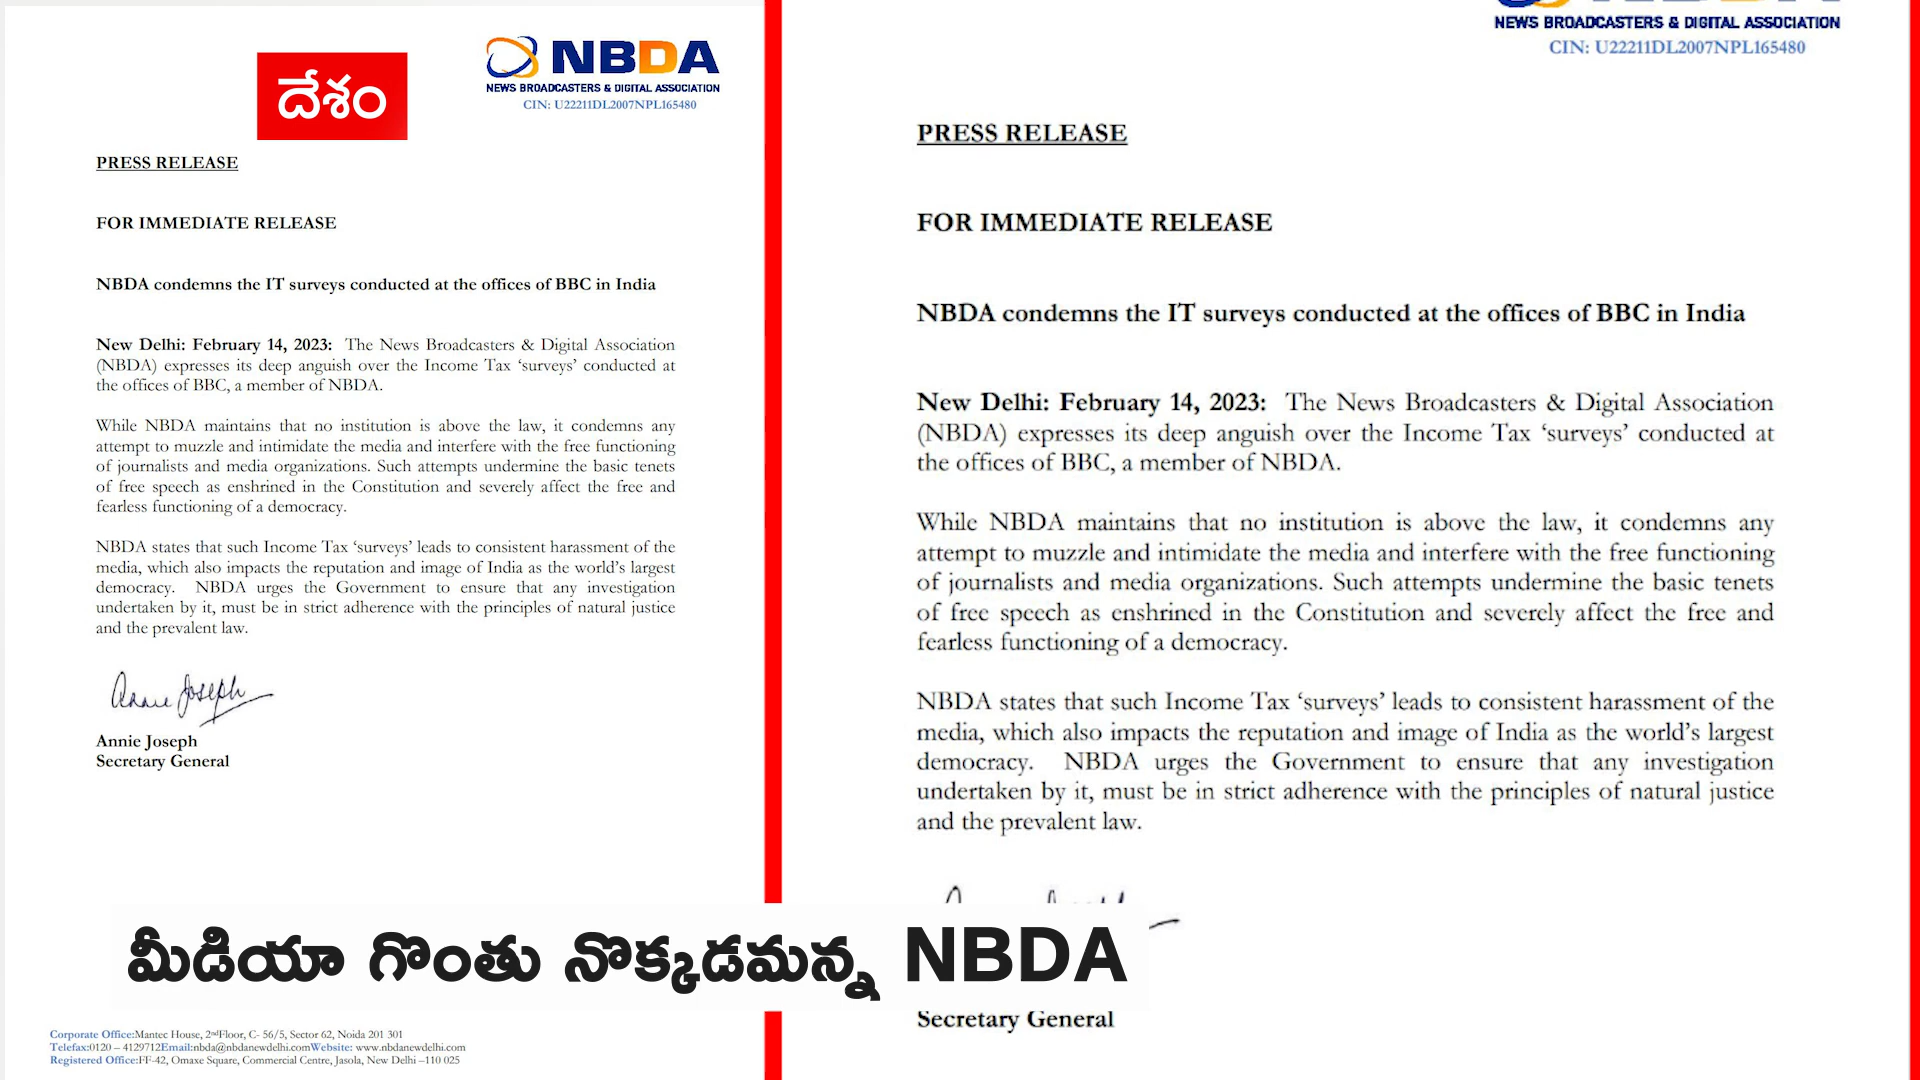 దేశం
NBDA
NEWS BROADCASTERS & DIGITAL ASSOCIATION
CIN: U22211DL2007NPL165480
PRESS RELEASE
FOR IMMEDIATE RELEASE
NBDA condemns the IT surveys conducted at the offices of BBC in India
New Delhi: February 14, 2023: The News Broadcasters & Digital Association
(NBDA) expresses its deep anguish over the Income Tax ‘surveys’ conducted at
the offices of BBC, a member of NBDA.
While NBDA maintains that no institution is above the law, it condemns any
attempt to muzzle and intimidate the media and interfere with the free functioning
of journalists and media organizations. Such attempts undermine the basic tenets
of free speech as enshrined in the Constitution and severely affect the free and
fearless functioning of a democracy.
NBDA states that such Income Tax ‘surveys’ leads to consistent harassment of the
media, which also impacts the reputation and image of India as the world’s largest
democracy. NBDA urges the Government to ensure that any investigation
undertaken by it, must be in strict adherence with the principles of natural justice
and the prevalent law.
Annie Joseph
Annie Joseph
Secretary General
Corporate Office:Mantec House, 2ndFloor, C- 56/5, Sector 62, Noida 201 301
Telefax:0120 – 4129712Email:nbda@nbdanewdelhi.comWebsite: www.nbdanewdelhi.com
Registered Office:FF-42, Omaxe Square, Commercial Centre, Jasola, New Delhi –110 025
NEWS BROADCASTERS & DIGITAL ASSOCIATION
CIN: U22211DL2007NPL165480
PRESS RELEASE
FOR IMMEDIATE RELEASE
NBDA condemns the IT surveys conducted at the offices of BBC in India
New Delhi: February 14, 2023: The News Broadcasters & Digital Association
(NBDA) expresses its deep anguish over the Income Tax ‘surveys’ conducted at
the offices of BBC, a member of NBDA.
While NBDA maintains that no institution is above the law, it condemns any
attempt to muzzle and intimidate the media and interfere with the free functioning
of journalists and media organizations. Such attempts undermine the basic tenets
of free speech as enshrined in the Constitution and severely affect the free and
fearless functioning of a democracy.
NBDA states that such Income Tax ‘surveys’ leads to consistent harassment of the
media, which also impacts the reputation and image of India as the world’s largest
democracy. NBDA urges the Government to ensure that any investigation
undertaken by it, must be in strict adherence with the principles of natural justice
and the prevalent law.
Secretary General
మీడియా గొంతు నొక్కడమన్న NBDA